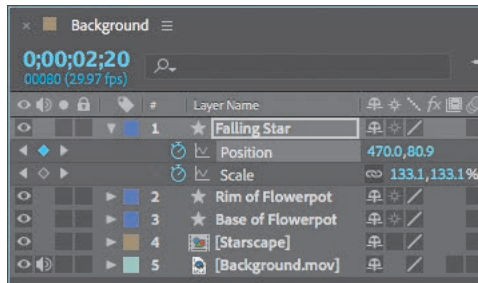 × Background
0;00;02;20
00080 (29.97 fps)
# Layer Name fx
1 Falling Star
Position 470.0,80.9
Scale 133.1,133.1%
2 Rim of Flowerpot
3 Base of Flowerpot
4 [Starscape]
5 [Background.mov]